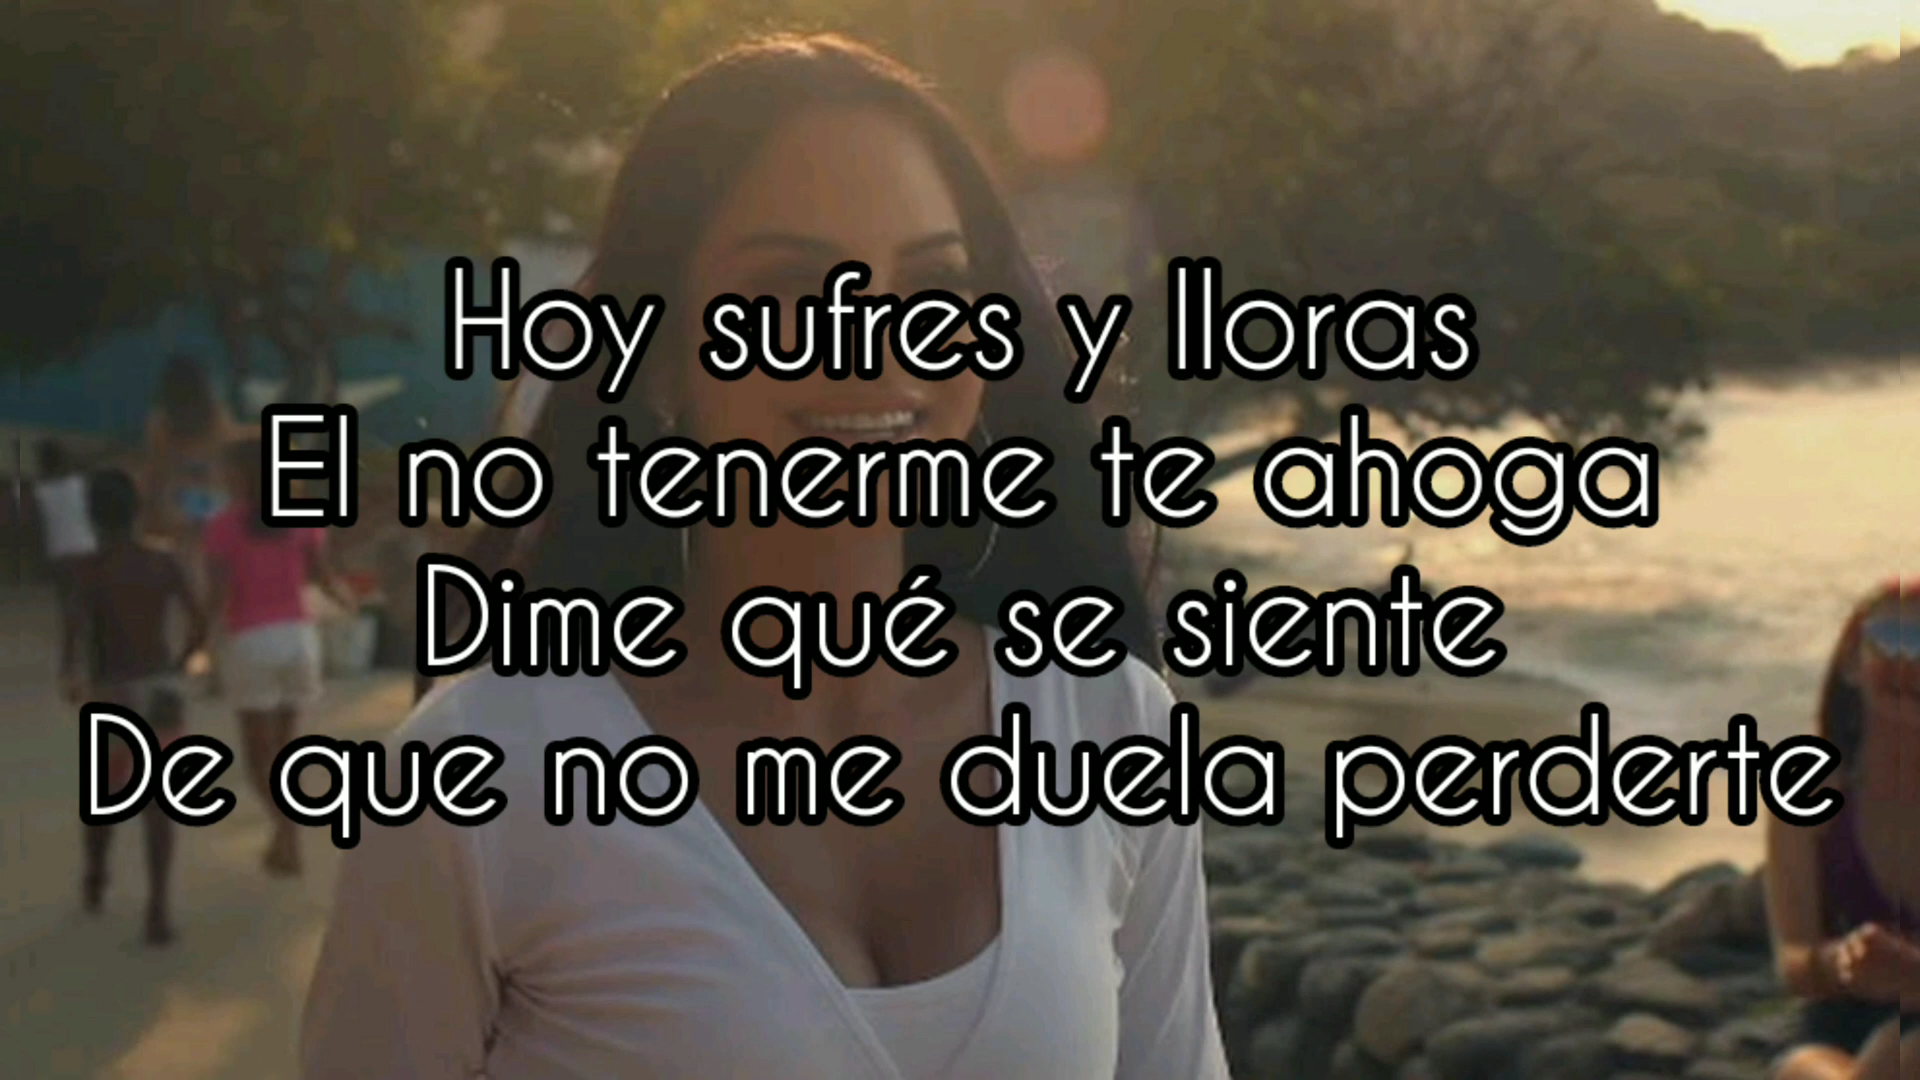 Hoy sufres y lloras
El no tenerme te ahoga
Dime qué se siente
De que no me duela perderte